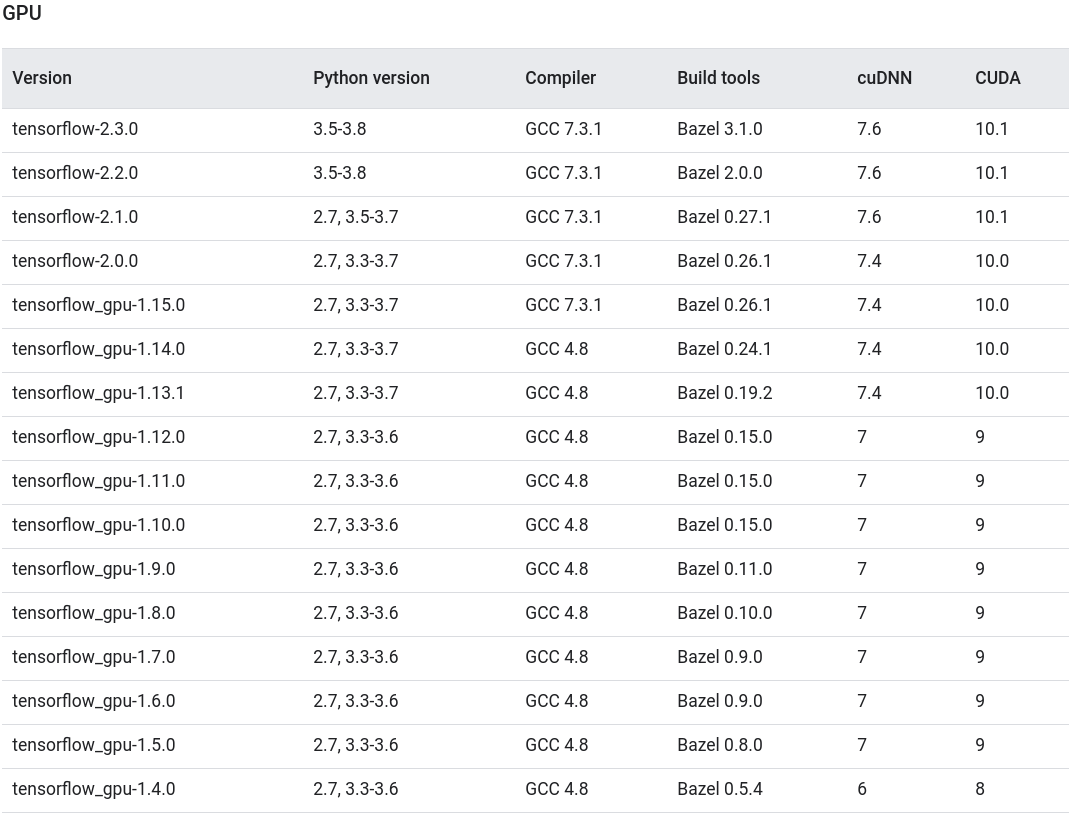 GPU
Version Python version Compiler Build tools cuDNN CUDA
tensorflow-2.3.0 3.5-3.8 GCC 7.3.1 Bazel 3.1.0 7.6 10.1
tensorflow-2.2.0 3.5-3.8 GCC 7.3.1 Bazel 2.0.0 7.6 10.1
tensorflow-2.1.0 2.7, 3.5-3.7 GCC 7.3.1 Bazel 0.27.1 7.6 10.1
tensorflow-2.0.0 2.7, 3.3-3.7 GCC 7.3.1 Bazel 0.26.1 7.4 10.0
tensorflow_gpu-1.15.0 2.7, 3.3-3.7 GCC 7.3.1 Bazel 0.26.1 7.4 10.0
tensorflow_gpu-1.14.0 2.7, 3.3-3.7 GCC 4.8 Bazel 0.24.1 7.4 10.0
tensorflow_gpu-1.13.1 2.7, 3.3-3.7 GCC 4.8 Bazel 0.19.2 7.4 10.0
tensorflow_gpu-1.12.0 2.7, 3.3-3.6 GCC 4.8 Bazel 0.15.0 7 9
tensorflow_gpu-1.11.0 2.7, 3.3-3.6 GCC 4.8 Bazel 0.15.0 7 9
tensorflow_gpu-1.10.0 2.7, 3.3-3.6 GCC 4.8 Bazel 0.15.0 7 9
tensorflow_gpu-1.9.0 2.7, 3.3-3.6 GCC 4.8 Bazel 0.11.0 7 9
tensorflow_gpu-1.8.0 2.7, 3.3-3.6 GCC 4.8 Bazel 0.10.0 7 9
tensorflow_gpu-1.7.0 2.7, 3.3-3.6 GCC 4.8 Bazel 0.9.0 7 9
tensorflow_gpu-1.6.0 2.7, 3.3-3.6 GCC 4.8 Bazel 0.9.0 7 9
tensorflow_gpu-1.5.0 2.7, 3.3-3.6 GCC 4.8 Bazel 0.8.0 7 9
tensorflow_gpu-1.4.0 2.7, 3.3-3.6 GCC 4.8 Bazel 0.5.4 6 8